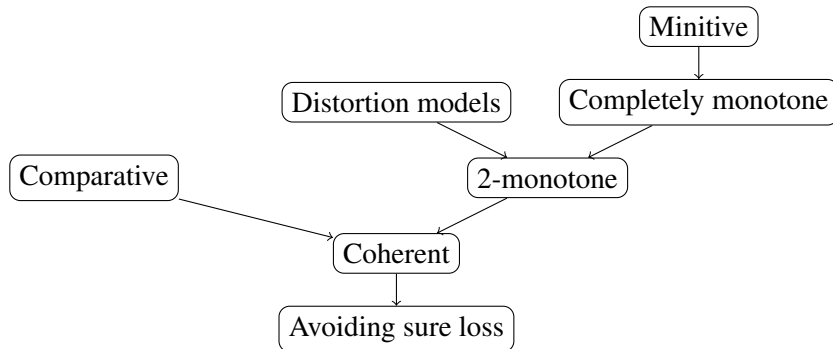 Minitive
Distortion models
Completely monotone
Comparative
2-monotone
Coherent
Avoiding sure loss